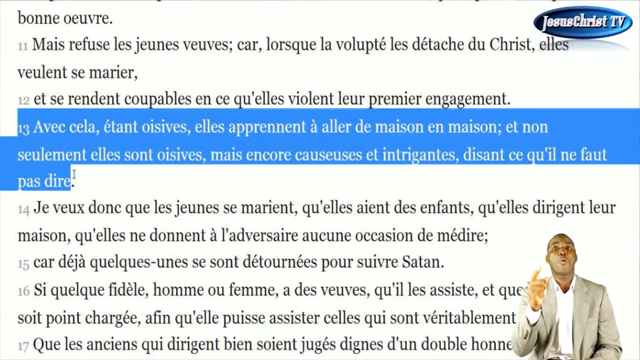 JesusChrist TV
bonne oeuvre.
11 Mais refuse les jeunes veuves; car, lorsque la volupté les détache du Christ, elles
veulent se marier,
12 et se rendent coupables en ce qu'elles violent leur premier engagement.
13 Avec cela, étant oisives, elles apprennent à aller de maison en maison; et non
seulement elles sont oisives, mais encore causeuses et intrigantes, disant ce qu'il ne faut
pas dire.
14 Je veux donc que les jeunes se marient, qu'elles aient des enfants, qu'elles dirigent leur
maison, qu'elles ne donnent à l'adversaire aucune occasion de médire;
15 car déjà quelques-unes se sont détournées pour suivre Satan.
16 Si quelque fidèle, homme ou femme, a des veuves, qu'il les assiste, et que
soit point chargée, afin qu'elle puisse assister celles qui sont véritablement
17 Que les anciens qui dirigent bien soient jugés dignes d'un double honne